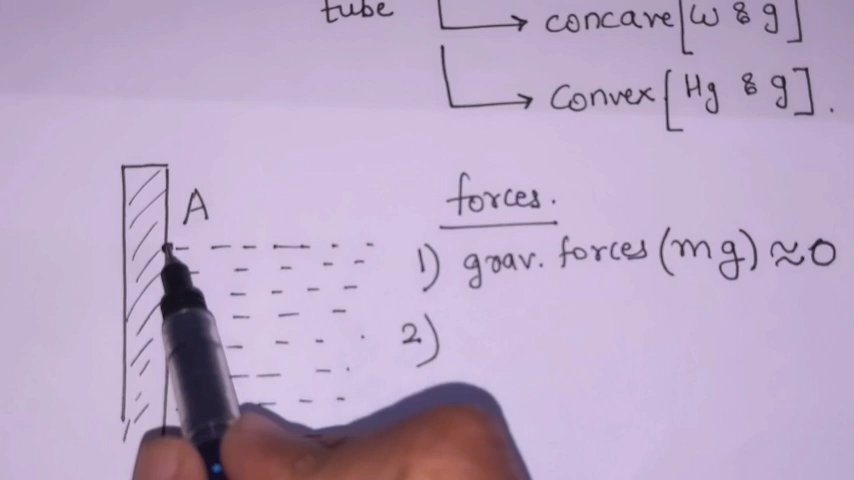 tube → concave [w & g]
→ Convex [Hg & g].
A
forces.
1) grav. forces (mg) ≈ 0
2)